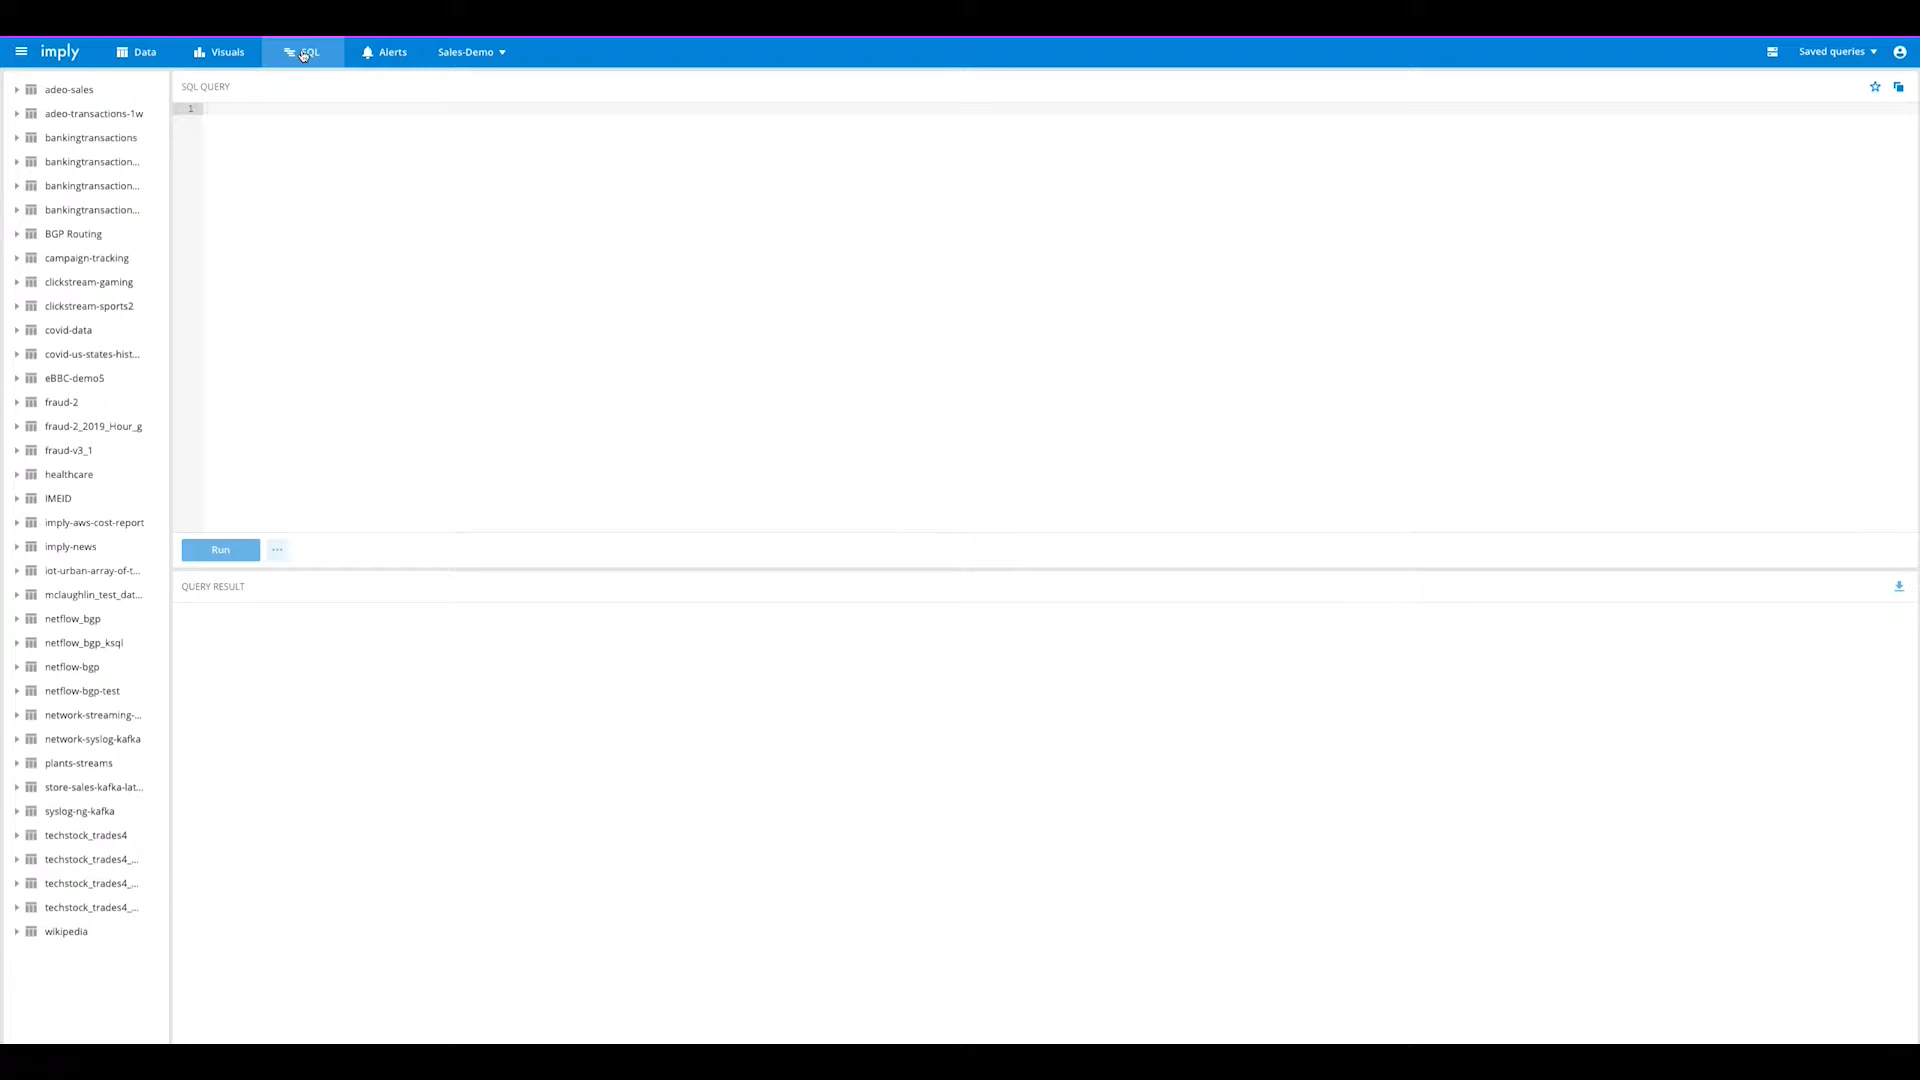 imply Data Visuals SQL Alerts Sales-Demo Saved queries
adeo-sales
adeo-transactions-1w
bankingtransactions
bankingtransaction...
bankingtransaction...
bankingtransaction...
BGP Routing
campaign-tracking
clickstream-gaming
clickstream-sports2
covid-data
covid-us-states-hist...
eBBC-demo5
fraud-2
fraud-2_2019_Hour_g
fraud-v3_1
healthcare
IMEID
imply-aws-cost-report
imply-news
iot-urban-array-of-t...
mclaughlin_test_dat...
netflow_bgp
netflow_bgp_ksql
netflow-bgp
netflow-bgp-test
network-streaming-...
network-syslog-kafka
plants-streams
store-sales-kafka-lat...
syslog-ng-kafka
techstock_trades4
techstock_trades4_...
techstock_trades4_...
techstock_trades4_...
wikipedia
SQL QUERY
1
Run ...
QUERY RESULT